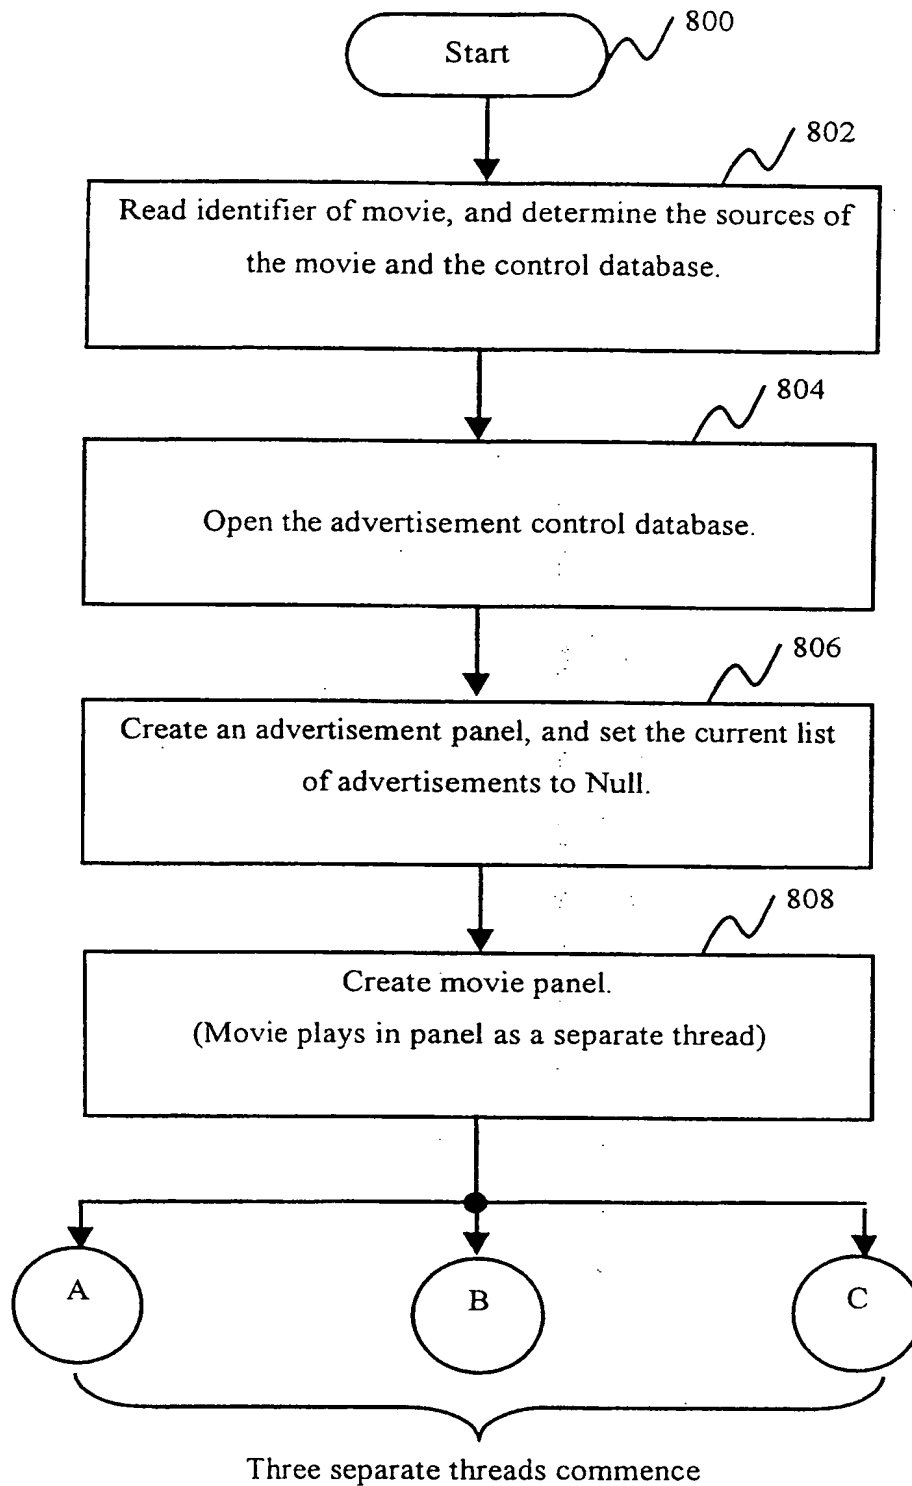 Start
800
802
Read identifier of movie, and determine the sources of
the movie and the control database.
804
Open the advertisement control database.
806
Create an advertisement panel, and set the current list
of advertisements to Null.
808
Create movie panel.
(Movie plays in panel as a separate thread)
A
B
C
Three separate threads commence